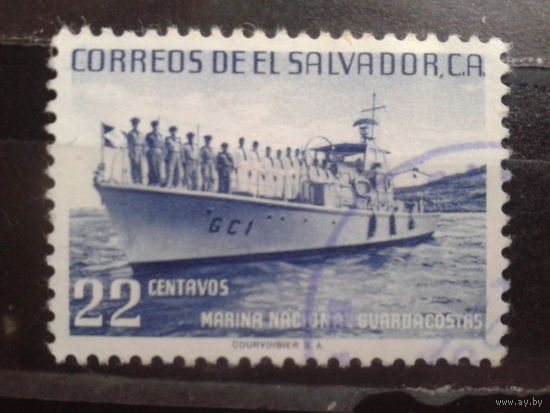 CORREOS DE EL SALVADOR, C.A.
GC1
22 CENTAVOS
MARINA NACIONAL GUARDACOSTAS
COURVOISIER S.A.
www.ay.by